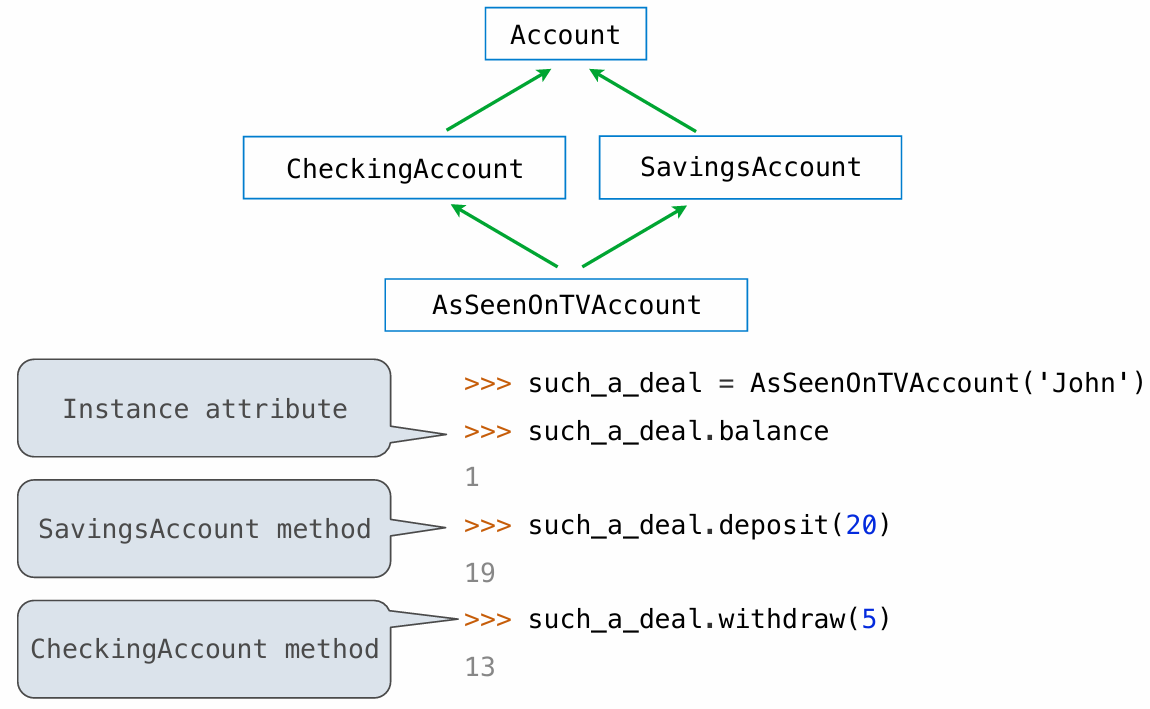 Account
CheckingAccount
SavingsAccount
AsSeenOnTVAccount
>>> such_a_deal = AsSeenOnTVAccount('John')
Instance attribute
>>> such_a_deal.balance
1
SavingsAccount method
>>> such_a_deal.deposit(20)
19
>>> such_a_deal.withdraw(5)
CheckingAccount method
13